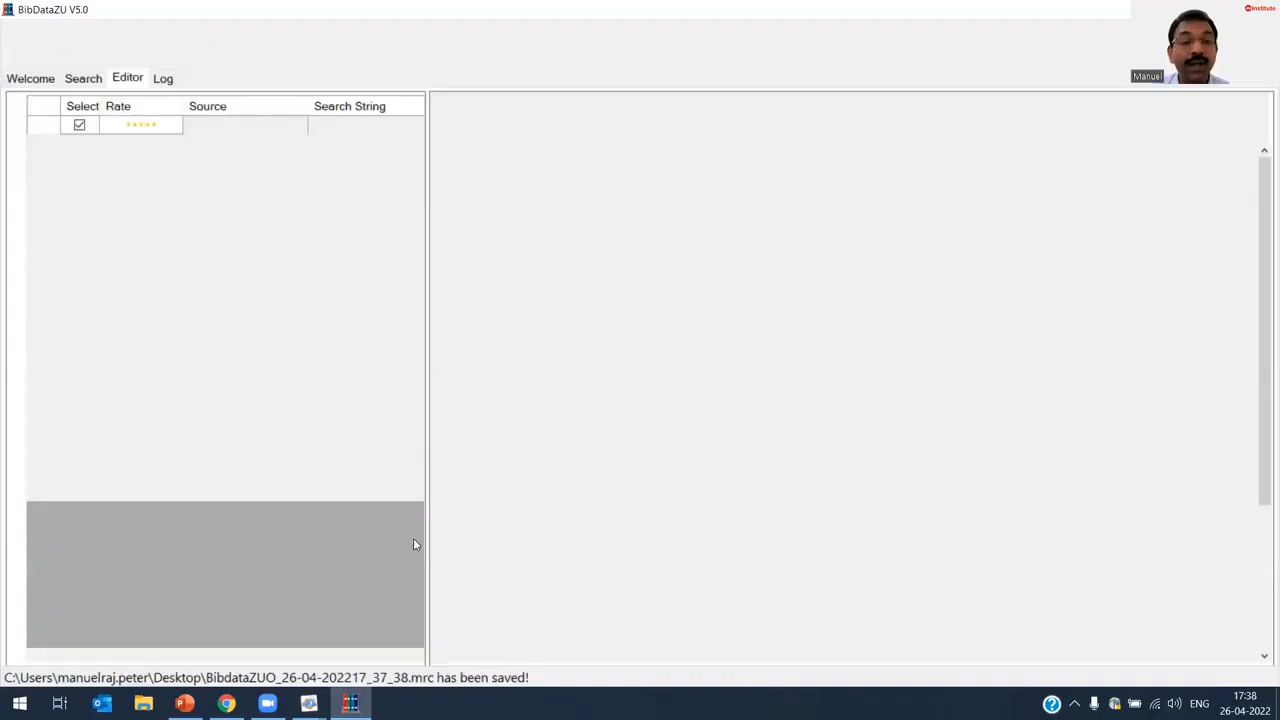 BibDataZU V5.0
Institute
Manuel
Welcome Search Editor Log
Select Rate Source Search String
C:\Users\manuelraj.peter\Desktop\BibdataZUO_26-04-202217_37_38.mrc has been saved!
ENG
17:38
26-04-2022